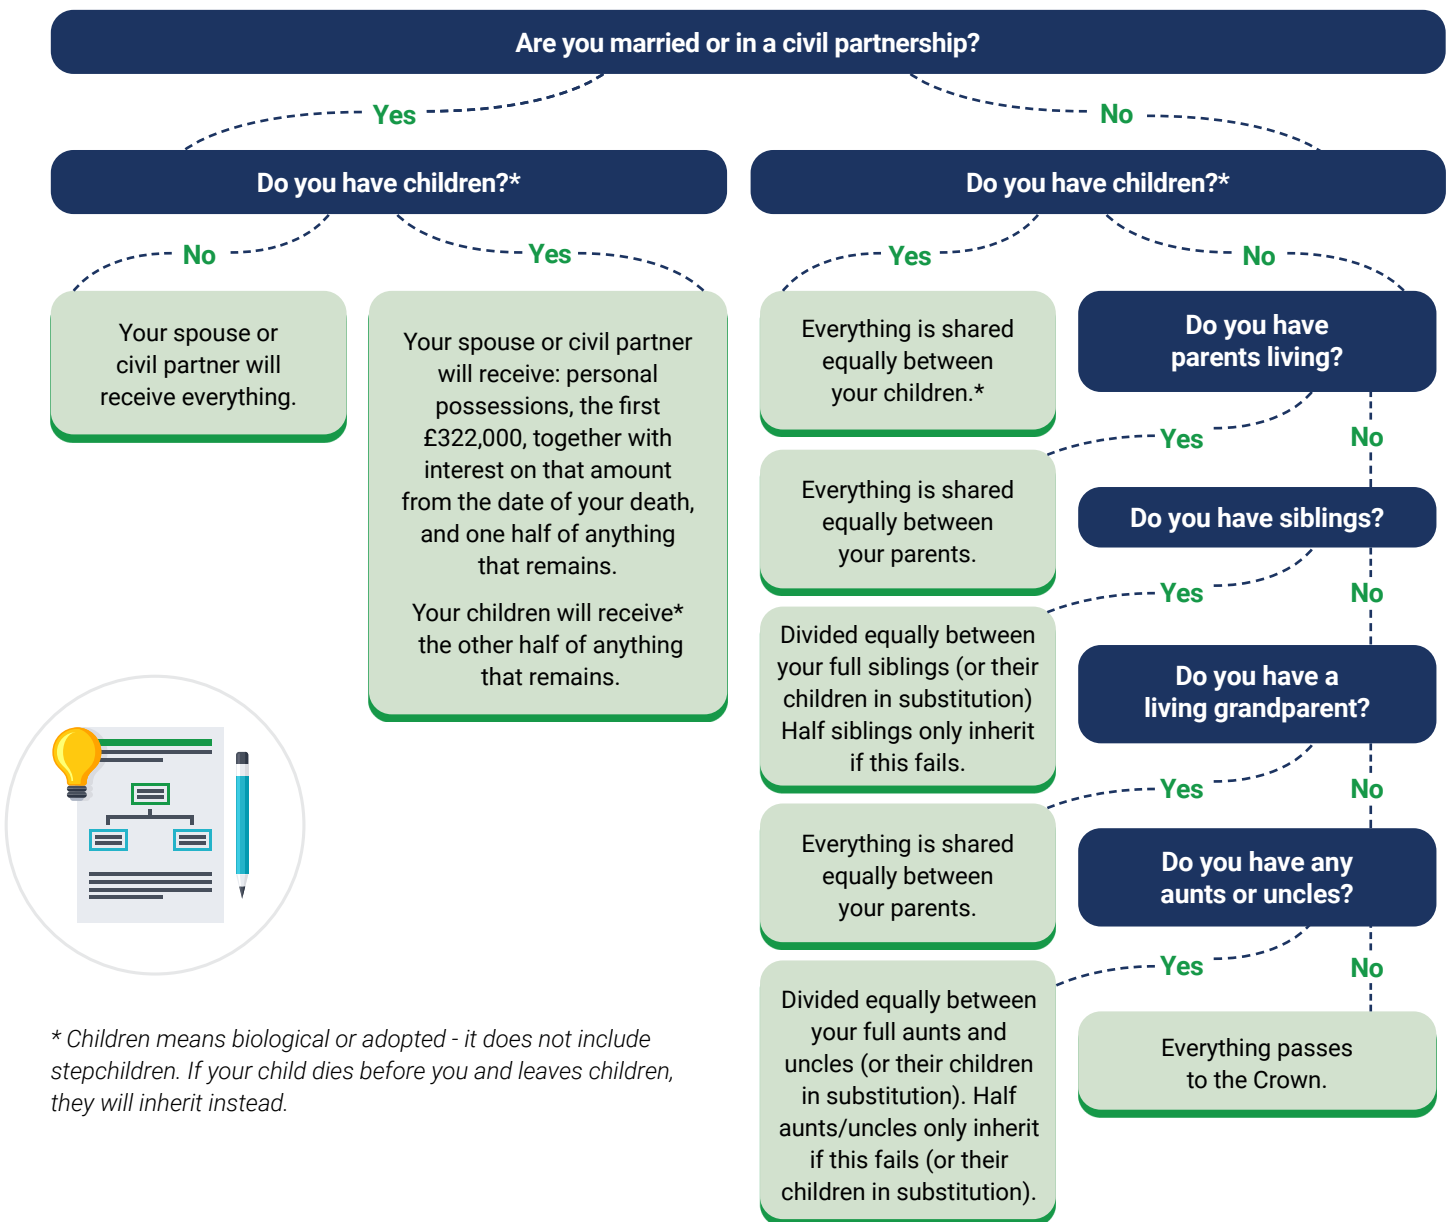 Are you married or in a civil partnership?
Yes
No
Do you have children?*
Do you have children?*
No
Yes
Yes
No
Your spouse or
civil partner will
receive everything.
Your spouse or civil partner
will receive: personal
possessions, the first
£322,000, together with
interest on that amount
from the date of your death,
and one half of anything
that remains.
Your children will receive*
the other half of anything
that remains.
Everything is shared
equally between
your children.*
Do you have
parents living?
Yes
No
Everything is shared
equally between
your parents.
Do you have siblings?
Yes
No
Divided equally between
your full siblings (or their
children in substitution)
Half siblings only inherit
if this fails.
Do you have a
living grandparent?
Yes
No
Everything is shared
equally between
your parents.
Do you have any
aunts or uncles?
Yes
No
Divided equally between
your full aunts and
uncles (or their children
in substitution). Half
aunts/uncles only inherit
if this fails (or their
children in substitution).
Everything passes
to the Crown.
* Children means biological or adopted - it does not include
stepchildren. If your child dies before you and leaves children,
they will inherit instead.